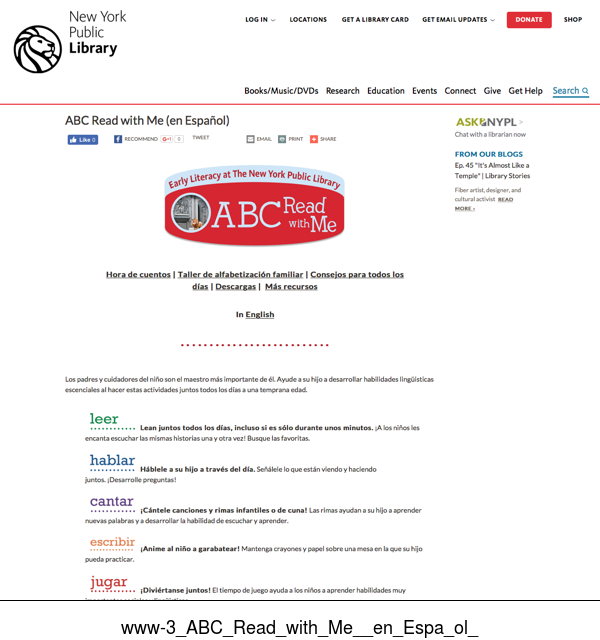 New York
Public
Library
LOG IN
LOCATIONS
GET A LIBRARY CARD
GET EMAIL UPDATES
DONATE
SHOP
Books/Music/DVDs Research Education Events Connect Give Get Help Search
ABC Read with Me (en Español)
Like 0
RECOMMEND
G+1 0
TWEET
EMAIL
PRINT
SHARE
ASK NYPL >
Chat with a librarian now
FROM OUR BLOGS
Ep. 45 "It's Almost Like a
Temple" | Library Stories
Fiber artist, designer, and
cultural activist READ
MORE ›
Early Literacy at The New York Public Library
ABC Read
with Me
Hora de cuentos | Taller de alfabetización familiar | Consejos para todos los
días | Descargas | Más recursos
In English
Los padres y cuidadores del niño son el maestro más importante de él. Ayude a su hijo a desarrollar habilidades lingüísticas
escenciales al hacer estas actividades juntos todos los días a una temprana edad.
leer Lean juntos todos los días, incluso si es sólo durante unos minutos. ¡A los niños les
encanta escuchar las mismas historias una y otra vez! Busque las favoritas.
hablar Háblele a su hijo a través del día. Señálele lo que están viendo y haciendo
juntos. ¡Desarrolle preguntas!
cantar ¡Cántele canciones y rimas infantiles o de cuna! Las rimas ayudan a su hijo a aprender
nuevas palabras y a desarrollar la habilidad de escuchar y aprender.
escribir ¡Anime al niño a garabatear! Mantenga crayones y papel sobre una mesa en la que su hijo
pueda practicar.
jugar ¡Diviértanse juntos! El tiempo de juego ayuda a los niños a aprender habilidades muy
www-3_ABC_Read_with_Me__en_Espa_ol_